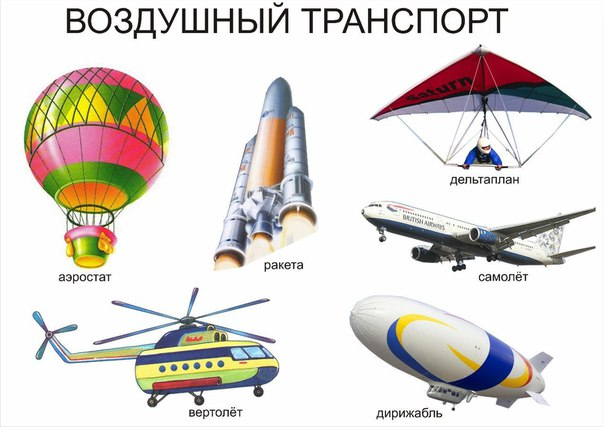 ВОЗДУШНЫЙ ТРАНСПОРТ
Saturn
дельтаплан
BRITISH AIRWAYS
аэростат
ракета
самолёт
вертолёт
дирижабль